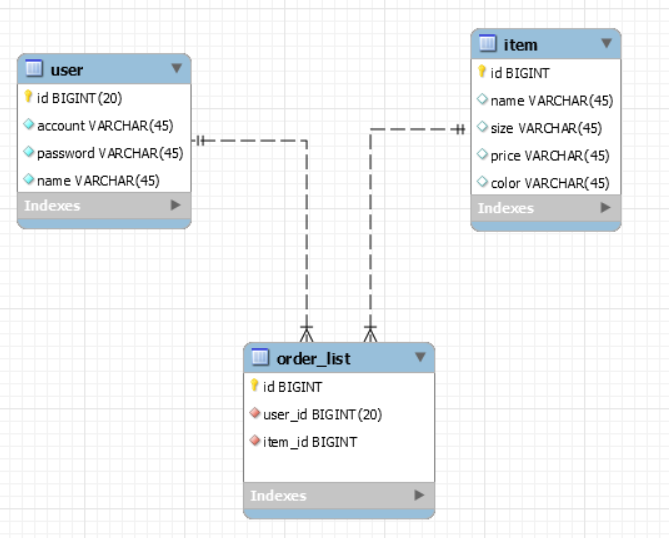 user
id BIGINT(20)
account VARCHAR(45)
password VARCHAR(45)
name VARCHAR(45)
Indexes
item
id BIGINT
name VARCHAR(45)
size VARCHAR(45)
price VARCHAR(45)
color VARCHAR(45)
Indexes
order_list
id BIGINT
user_id BIGINT(20)
item_id BIGINT
Indexes